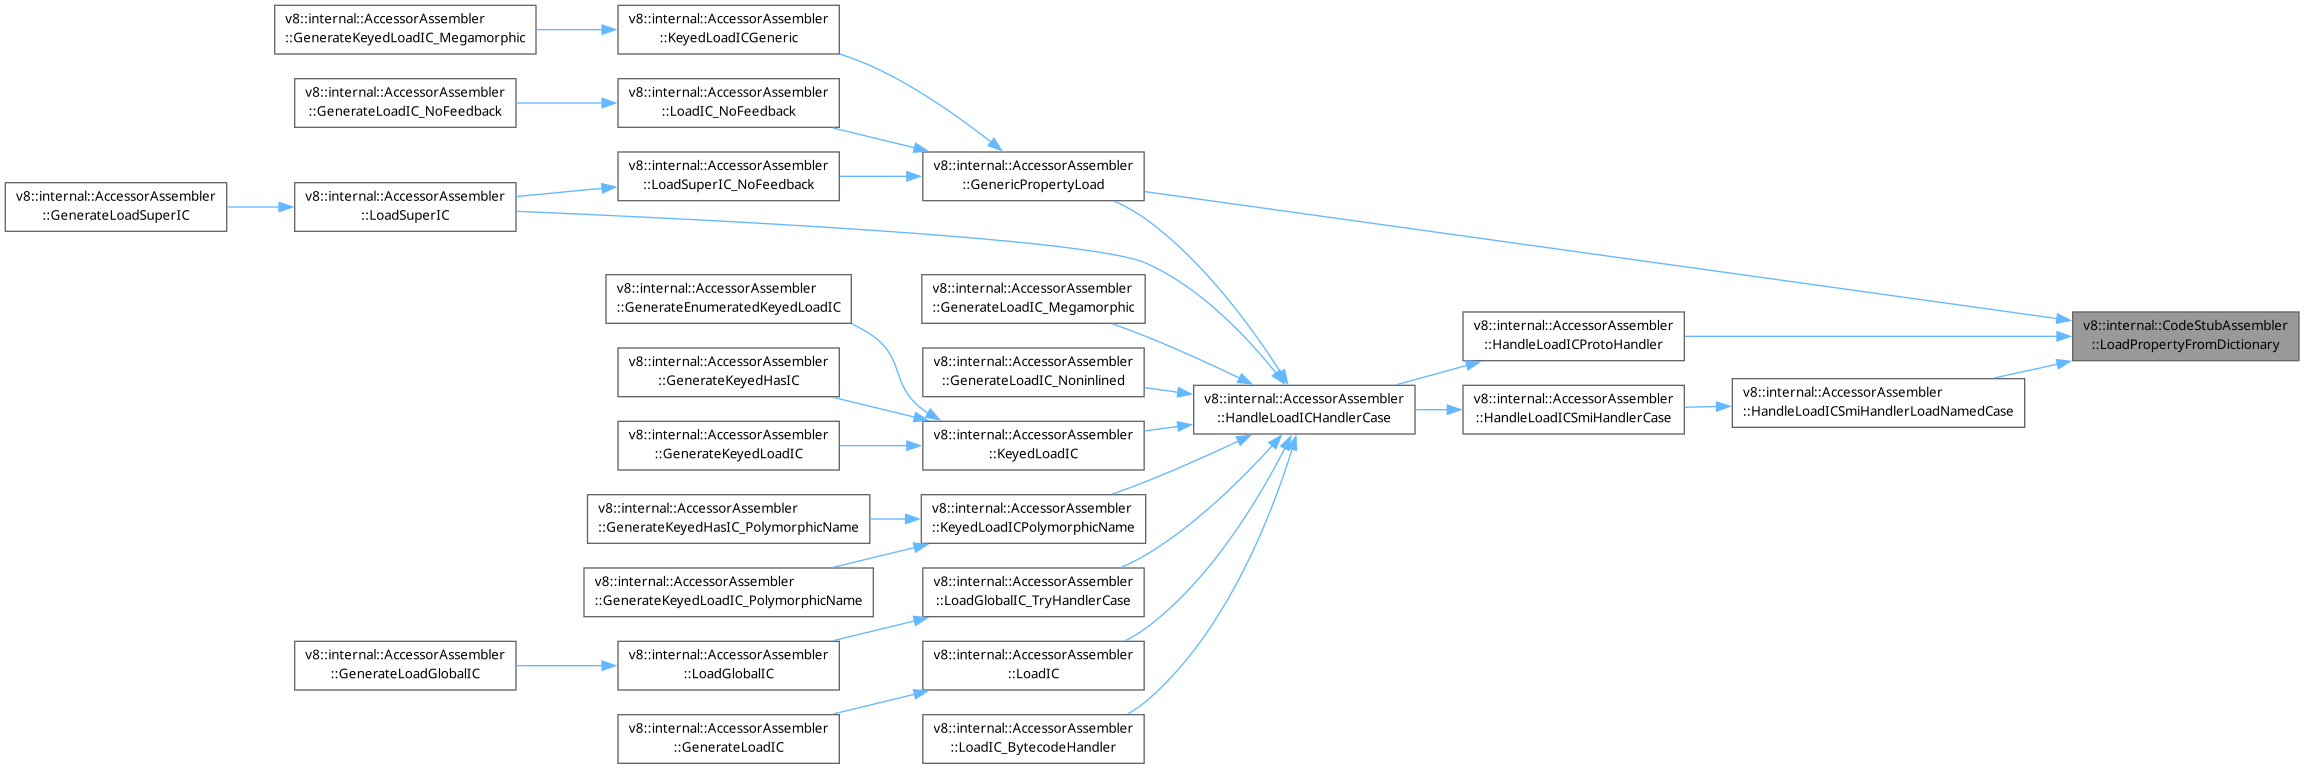 v8::internal::AccessorAssembler
::GenerateKeyedLoadIC_Megamorphic
v8::internal::AccessorAssembler
::KeyedLoadICGeneric
v8::internal::AccessorAssembler
::GenerateLoadIC_NoFeedback
v8::internal::AccessorAssembler
::LoadIC_NoFeedback
v8::internal::AccessorAssembler
::LoadSuperIC_NoFeedback
v8::internal::AccessorAssembler
::GenericPropertyLoad
v8::internal::AccessorAssembler
::GenerateLoadSuperIC
v8::internal::AccessorAssembler
::LoadSuperIC
v8::internal::AccessorAssembler
::GenerateEnumeratedKeyedLoadIC
v8::internal::AccessorAssembler
::GenerateLoadIC_Megamorphic
v8::internal::AccessorAssembler
::HandleLoadICProtoHandler
v8::internal::CodeStubAssembler
::LoadPropertyFromDictionary
v8::internal::AccessorAssembler
::GenerateKeyedHasIC
v8::internal::AccessorAssembler
::GenerateLoadIC_Noninlined
v8::internal::AccessorAssembler
::HandleLoadICHandlerCase
v8::internal::AccessorAssembler
::HandleLoadICSmiHandlerCase
v8::internal::AccessorAssembler
::HandleLoadICSmiHandlerLoadNamedCase
v8::internal::AccessorAssembler
::GenerateKeyedLoadIC
v8::internal::AccessorAssembler
::KeyedLoadIC
v8::internal::AccessorAssembler
::GenerateKeyedHasIC_PolymorphicName
v8::internal::AccessorAssembler
::KeyedLoadICPolymorphicName
v8::internal::AccessorAssembler
::GenerateKeyedLoadIC_PolymorphicName
v8::internal::AccessorAssembler
::LoadGlobalIC_TryHandlerCase
v8::internal::AccessorAssembler
::GenerateLoadGlobalIC
v8::internal::AccessorAssembler
::LoadGlobalIC
v8::internal::AccessorAssembler
::LoadIC
v8::internal::AccessorAssembler
::GenerateLoadIC
v8::internal::AccessorAssembler
::LoadIC_BytecodeHandler